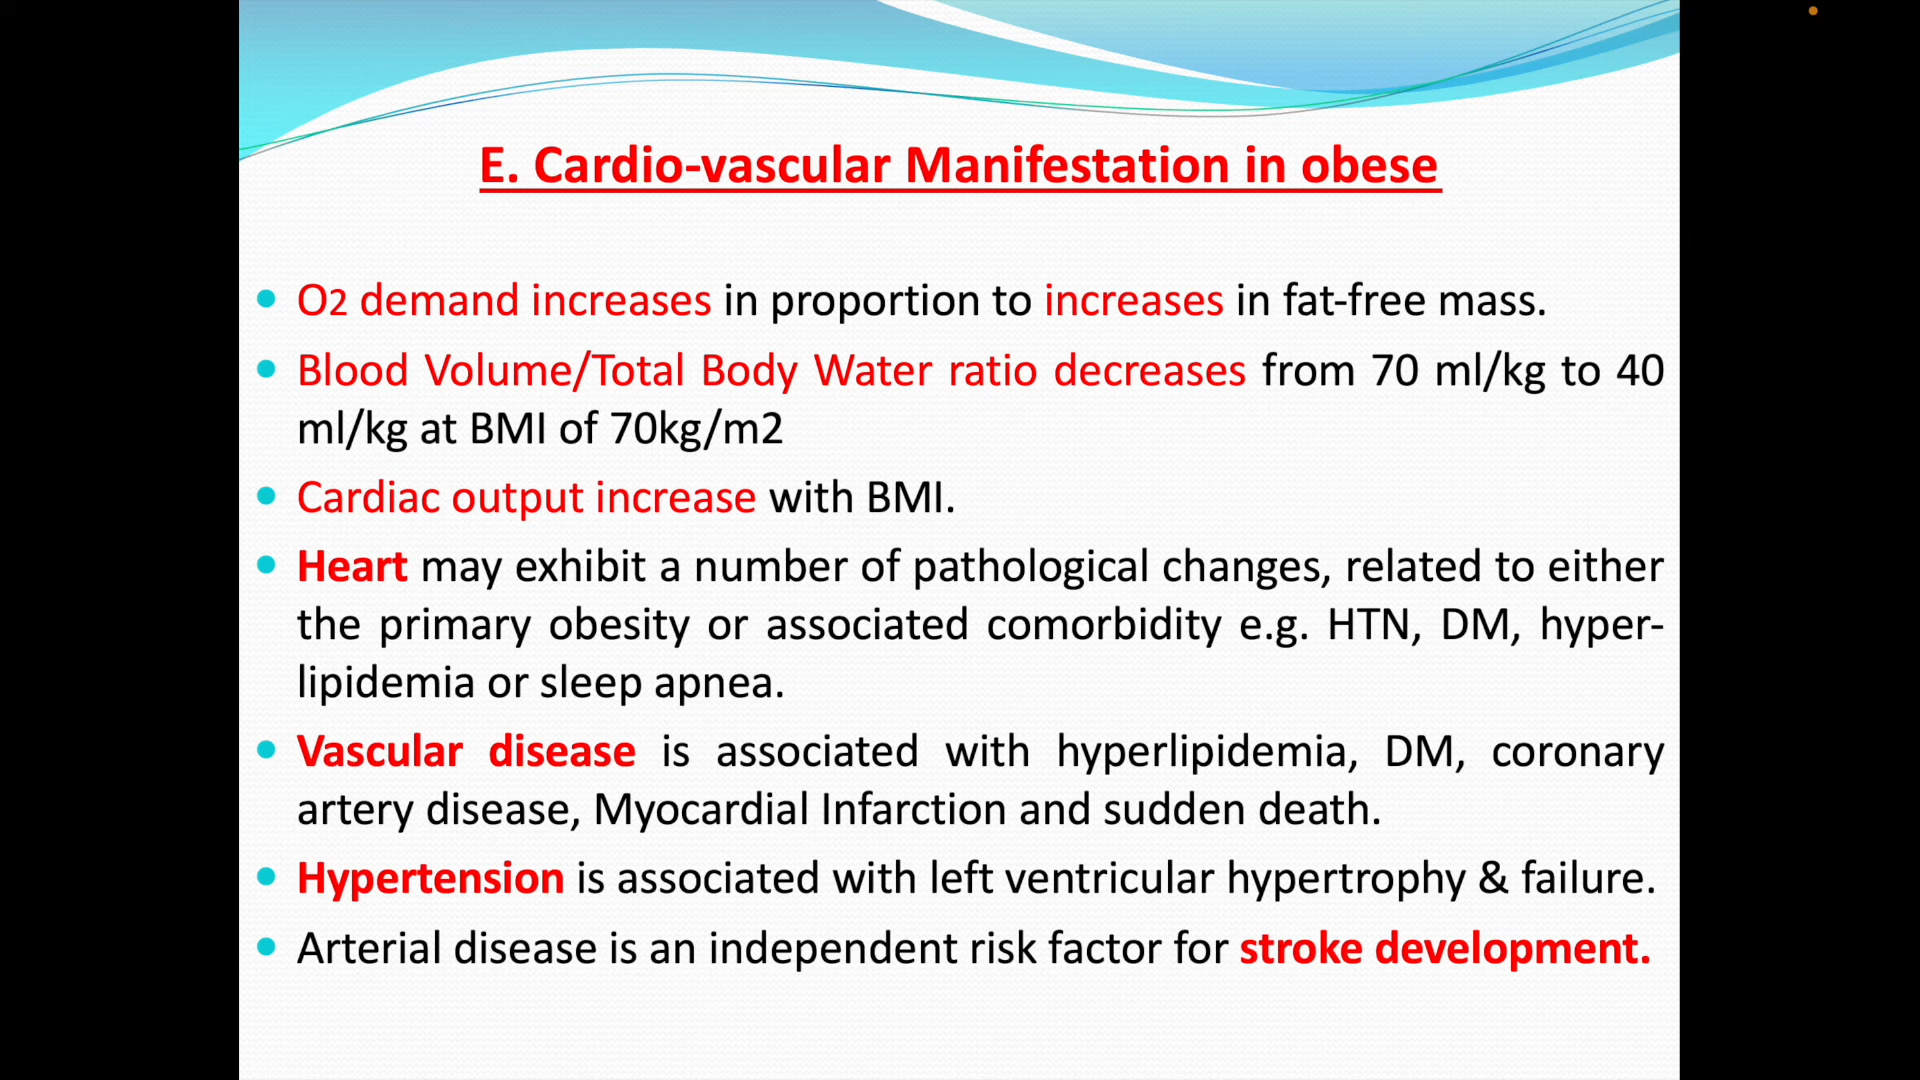 E. Cardio-vascular Manifestation in obese
• O2 demand increases in proportion to increases in fat-free mass.
• Blood Volume/Total Body Water ratio decreases from 70 ml/kg to 40
ml/kg at BMI of 70kg/m2
• Cardiac output increase with BMI.
• Heart may exhibit a number of pathological changes, related to either
the primary obesity or associated comorbidity e.g. HTN, DM, hyper-
lipidemia or sleep apnea.
• Vascular disease is associated with hyperlipidemia, DM, coronary
artery disease, Myocardial Infarction and sudden death.
• Hypertension is associated with left ventricular hypertrophy & failure.
• Arterial disease is an independent risk factor for stroke development.